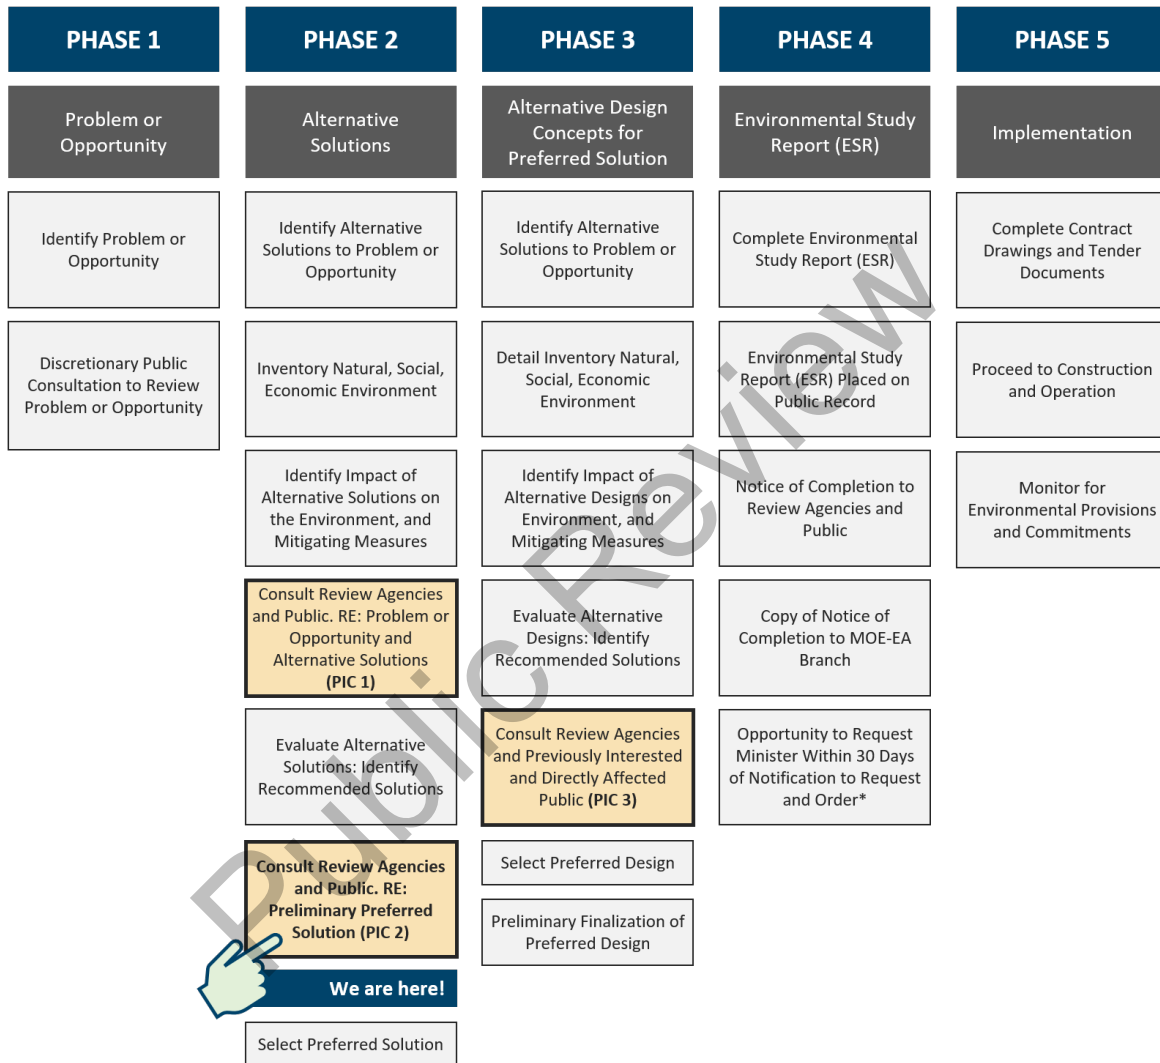 PHASE 1
Problem or
Opportunity
Identify Problem or
Opportunity
Discretionary Public
Consultation to Review
Problem or Opportunity
PHASE 2
Alternative
Solutions
Identify Alternative
Solutions to Problem or
Opportunity
Inventory Natural, Social,
Economic Environment
Identify Impact of
Alternative Solutions on
the Environment, and
Mitigating Measures
Consult Review Agencies
and Public. RE: Problem or
Opportunity and
Alternative Solutions
(PIC 1)
Evaluate Alternative
Solutions: Identify
Recommended Solutions
Consult Review Agencies
and Public. RE:
Preliminary Preferred
Solution (PIC 2)
We are here!
Select Preferred Solution
PHASE 3
Alternative Design
Concepts for
Preferred Solution
Identify Alternative
Solutions to Problem or
Opportunity
Detail Inventory Natural,
Social, Economic
Environment
Identify Impact of
Alternative Designs on
Environment, and
Mitigating Measures
Evaluate Alternative
Designs: Identify
Recommended Solutions
Consult Review Agencies
and Previously Interested
and Directly Affected
Public (PIC 3)
Select Preferred Design
Preliminary Finalization of
Preferred Design
PHASE 4
Environmental Study
Report (ESR)
Complete Environmental
Study Report (ESR)
Environmental Study
Report (ESR) Placed on
Public Record
Notice of Completion to
Review Agencies and
Public
Copy of Notice of
Completion to MOE-EA
Branch
Opportunity to Request
Minister Within 30 Days
of Notification to Request
and Order*
PHASE 5
Implementation
Complete Contract
Drawings and Tender
Documents
Proceed to Construction
and Operation
Monitor for
Environmental Provisions
and Commitments
Public Review